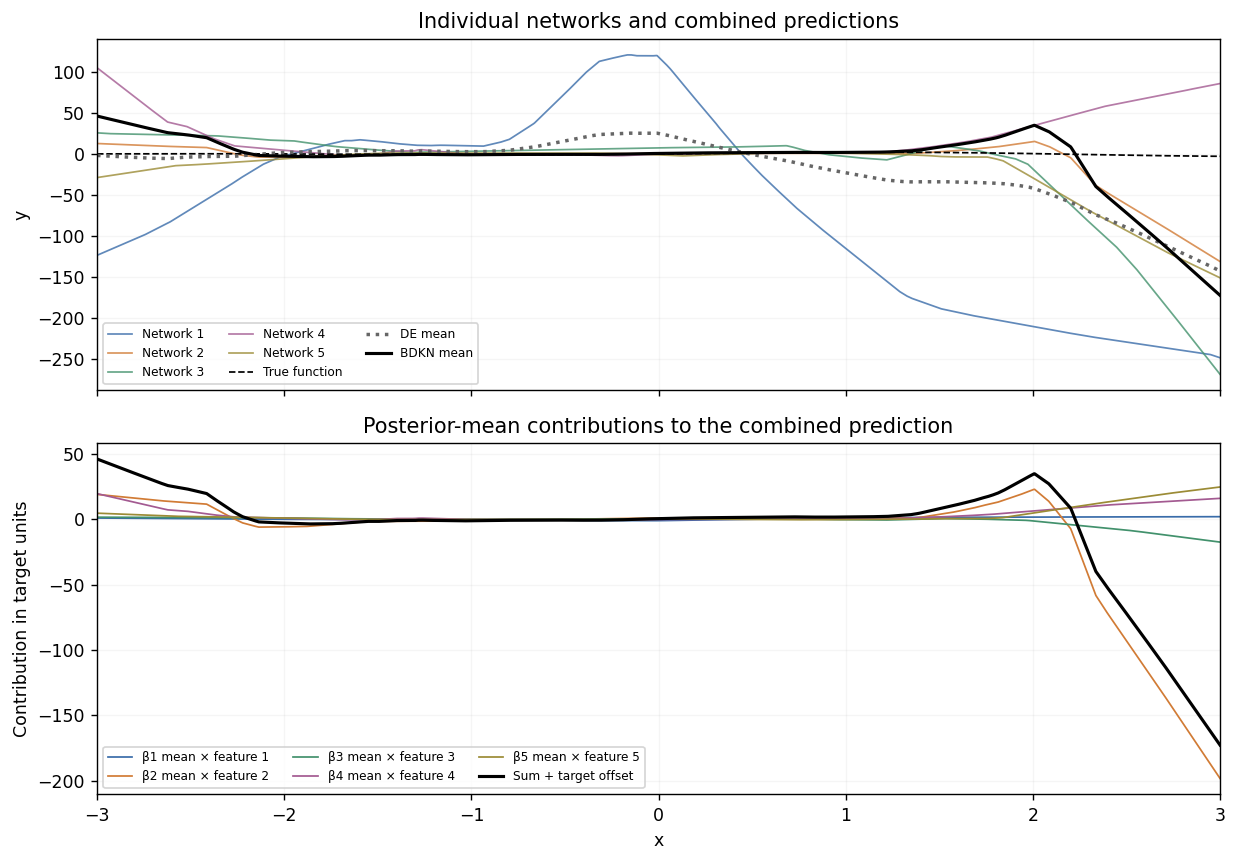 Individual networks and combined predictions
y
100
50
0
−50
−100
−150
−200
−250
Network 1
Network 2
Network 3
Network 4
Network 5
True function
DE mean
BDKN mean
Posterior-mean contributions to the combined prediction
Contribution in target units
50
0
−50
−100
−150
−200
β1 mean × feature 1
β2 mean × feature 2
β3 mean × feature 3
β4 mean × feature 4
β5 mean × feature 5
Sum + target offset
−3
−2
−1
0
1
2
3
x